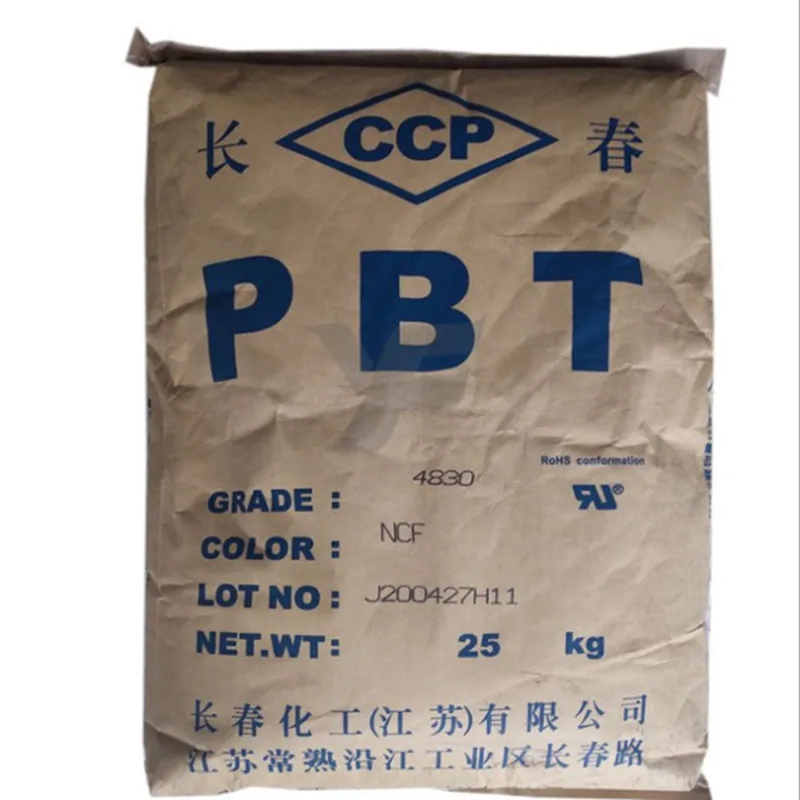 长 CCP 春
PBT
RoHS conformation
GRADE : 4830
COLOR : NCF
LOT NO : J200427H11
NET.WT: 25 kg
长春化工(江苏)有限公司
江苏常熟沿江工业区长春路